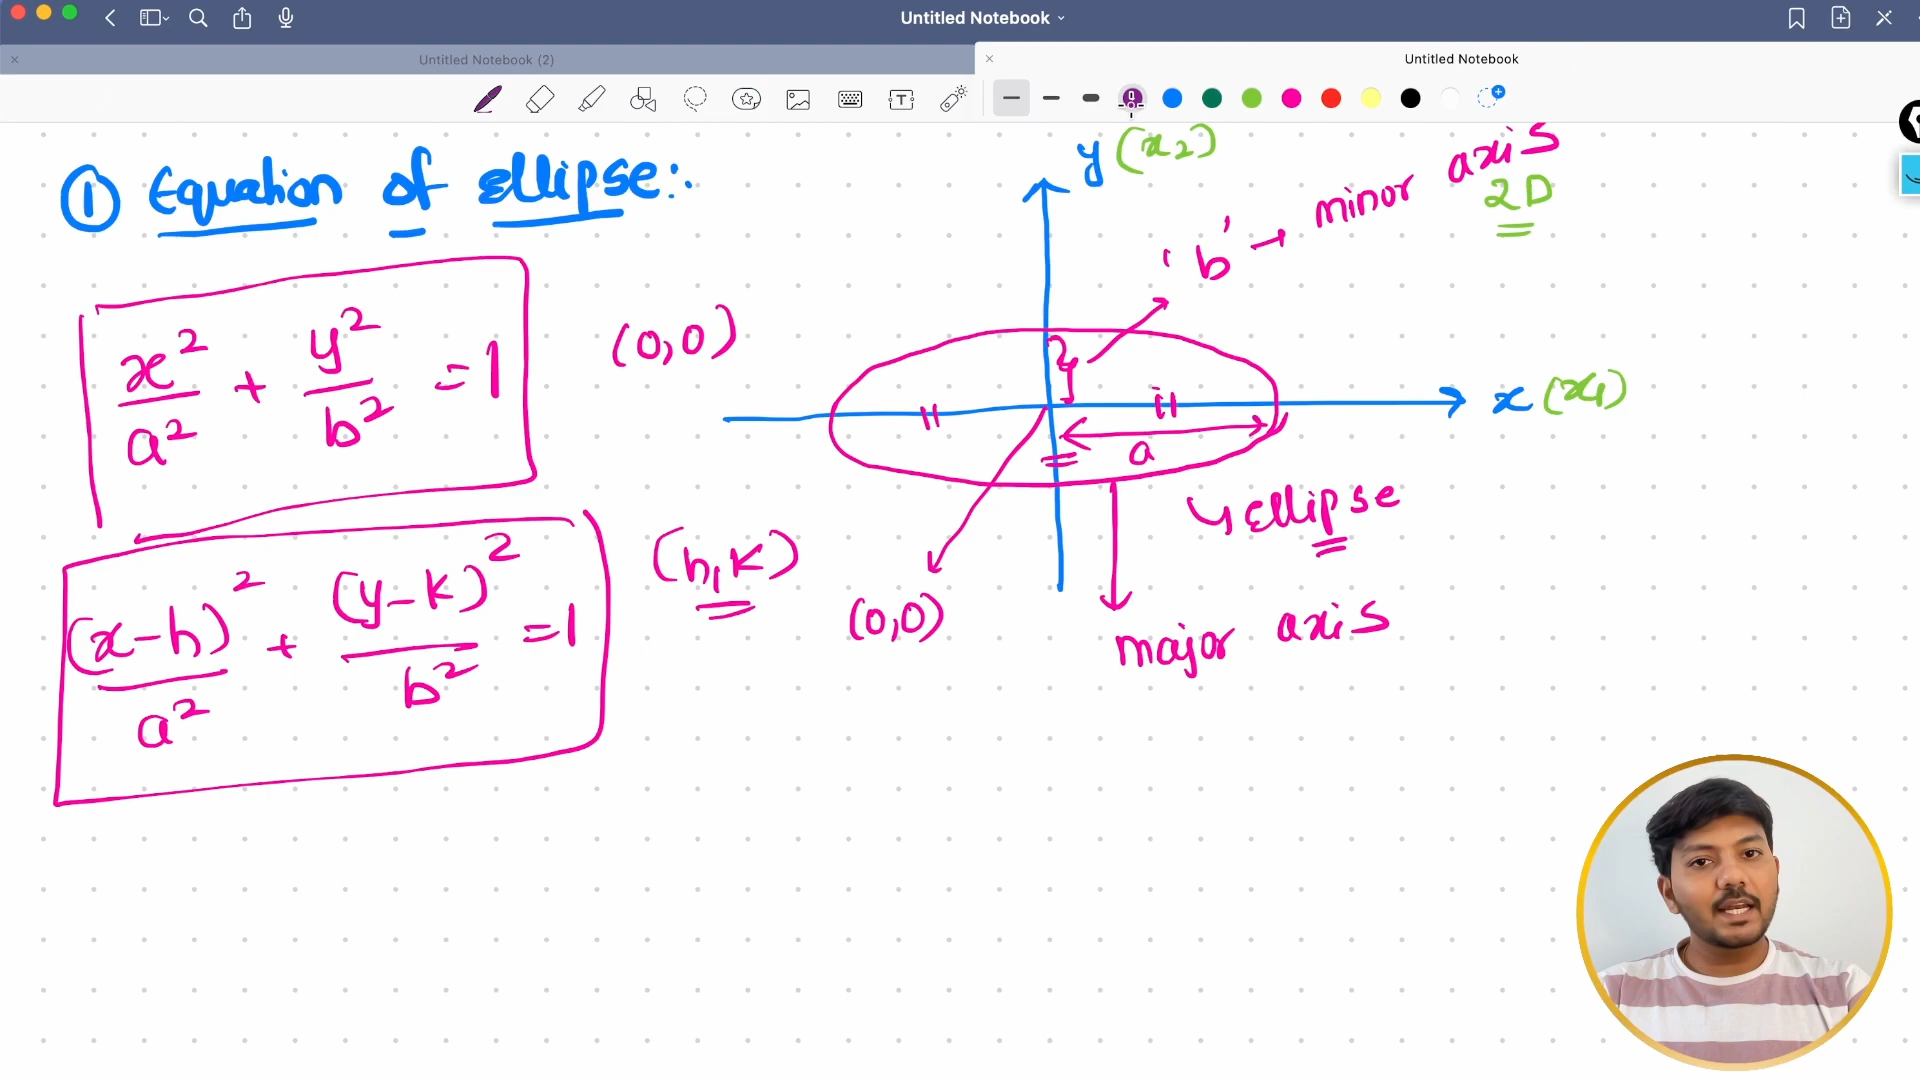 Untitled Notebook
Untitled Notebook (2)
Untitled Notebook
① Equation of ellipse:
x²/a² + y²/b² = 1
(0,0)
(x-h)²/a² + (y-k)²/b² = 1
(h,k)
y (x2)
'b' → minor axis
2D
x (x1)
a
↳ ellipse
(0,0)
major axis